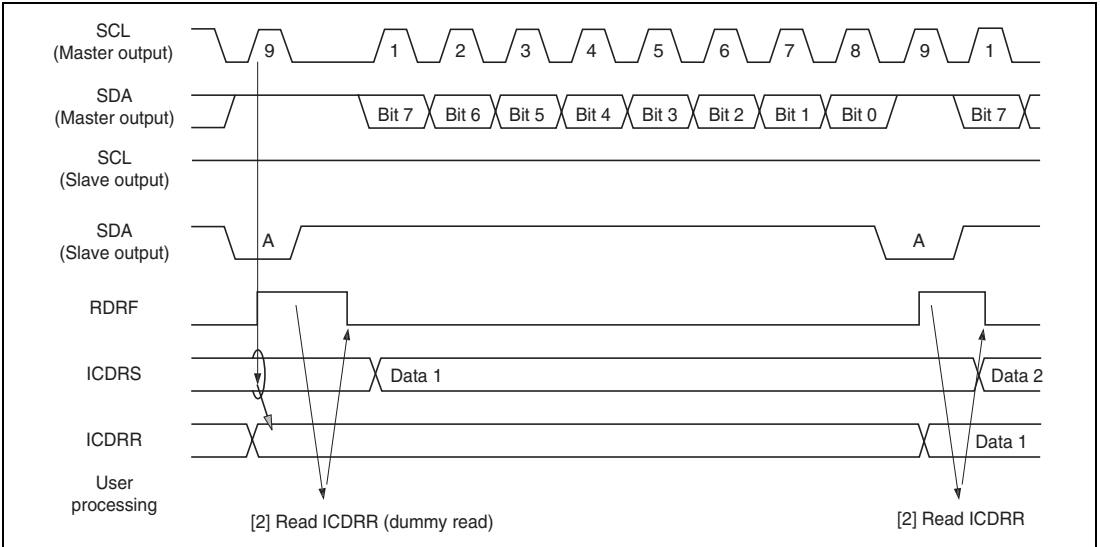 SCL
(Master output)
9 1 2 3 4 5 6 7 8 9 1
SDA
(Master output)
Bit 7 Bit 6 Bit 5 Bit 4 Bit 3 Bit 2 Bit 1 Bit 0 Bit 7
SCL
(Slave output)
SDA
(Slave output)
A A
RDRF
ICDRS
Data 1 Data 2
ICDRR
Data 1
User
processing
[2] Read ICDRR (dummy read) [2] Read ICDRR